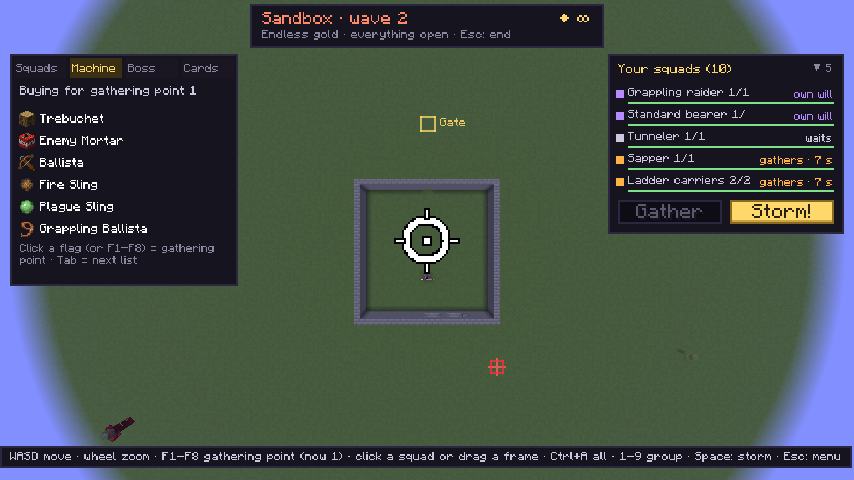 Sandbox · wave 2
Endless gold · everything open · Esc: end
Squads Machine Boss Cards
Buying for gathering point 1
Trebuchet
Enemy Mortar
Ballista
Fire Sling
Plague Sling
Grappling Ballista
Click a flag (or F1-F8) = gathering
point · Tab = next list
Gate
Your squads (10) ▼ 5
Grappling raider 1/1 own will
Standard bearer 1/ own will
Tunneler 1/1 waits
Sapper 1/1 gathers · 7 s
Ladder carriers 2/2 gathers · 7 s
Gather Storm!
WASD move · wheel zoom · F1-F8 gathering point (now 1) · click a squad or drag a frame · Ctrl+A all · 1-9 group · Space: storm · Esc: menu